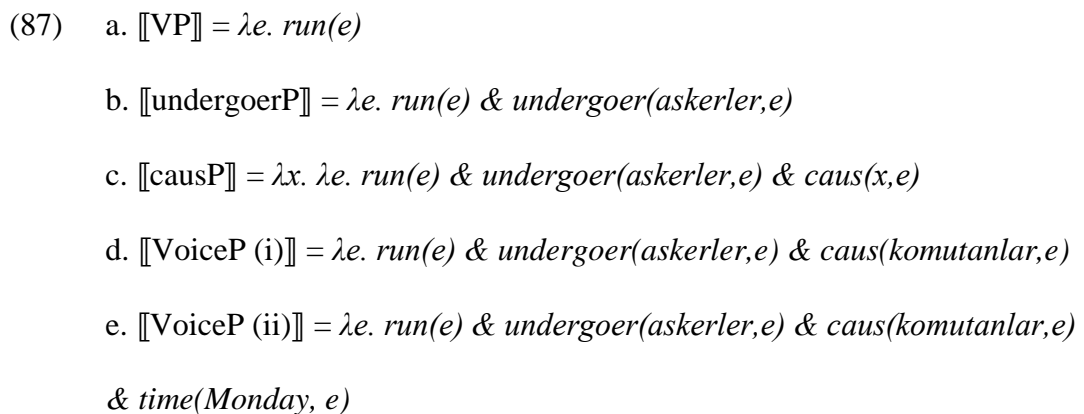 (87) a. ⟦VP⟧ = λe. run(e)
b. ⟦undergoerP⟧ = λe. run(e) & undergoer(askerler,e)
c. ⟦causP⟧ = λx. λe. run(e) & undergoer(askerler,e) & caus(x,e)
d. ⟦VoiceP (i)⟧ = λe. run(e) & undergoer(askerler,e) & caus(komutanlar,e)
e. ⟦VoiceP (ii)⟧ = λe. run(e) & undergoer(askerler,e) & caus(komutanlar,e)
& time(Monday, e)